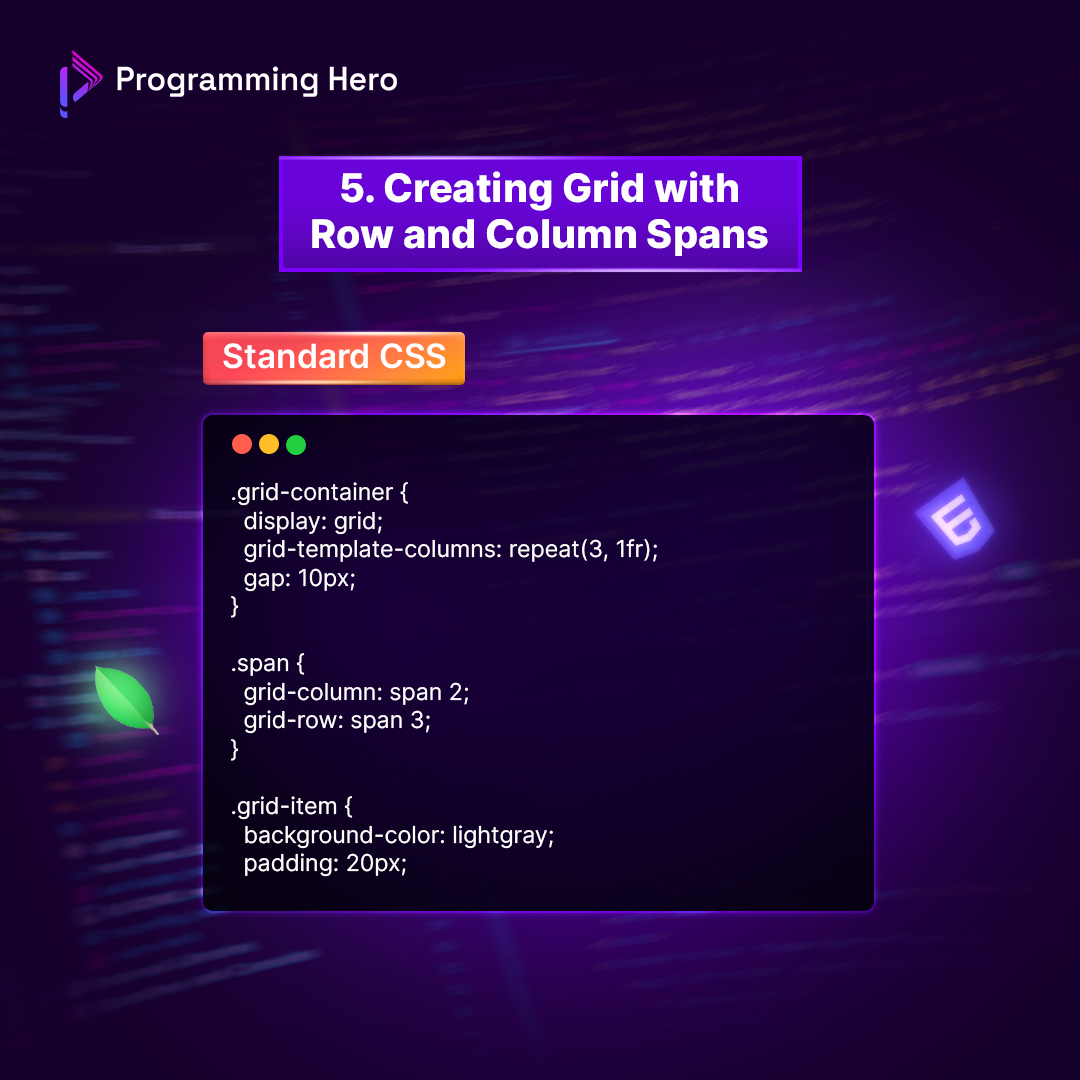 Programming Hero
5. Creating Grid with
Row and Column Spans
Standard CSS
.grid-container {
  display: grid;
  grid-template-columns: repeat(3, 1fr);
  gap: 10px;
}

.span {
  grid-column: span 2;
  grid-row: span 3;
}

.grid-item {
  background-color: lightgray;
  padding: 20px;